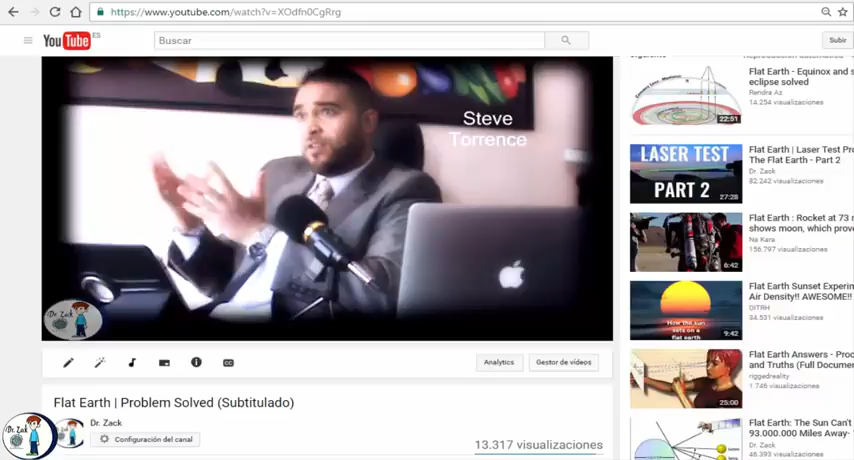 https://www.youtube.com/watch?v=XOdfn0CgRrg
YouTube ES
Buscar
Subir
Steve
Torrence
Dr. Zack
Analytics
Gestor de vídeos
Flat Earth | Problem Solved (Subtitulado)
Dr. Zack
Dr. Zack
Configuración del canal
13.317 visualizaciones
Flat Earth - Equinox and s
eclipse solved
Rendra Az
14.254 visualizaciones
22:51
LASER TEST
PART 2
27:28
Flat Earth | Laser Test Pro
The Flat Earth - Part 2
Dr. Zack
82.242 visualizaciones
6:42
Flat Earth : Rocket at 73 m
shows moon, which prove
Na Kara
156.797 visualizaciones
How the sun
sets on a
flat earth
9:42
Flat Earth Sunset Experim
Air Density!! AWESOME!!
DITRH
34.531 visualizaciones
25:00
Flat Earth Answers - Proo
and Truths (Full Documen
riggedreality
1.746 visualizaciones
Flat Earth: The Sun Can't
93.000.000 Miles Away-
46.393 visualizaciones